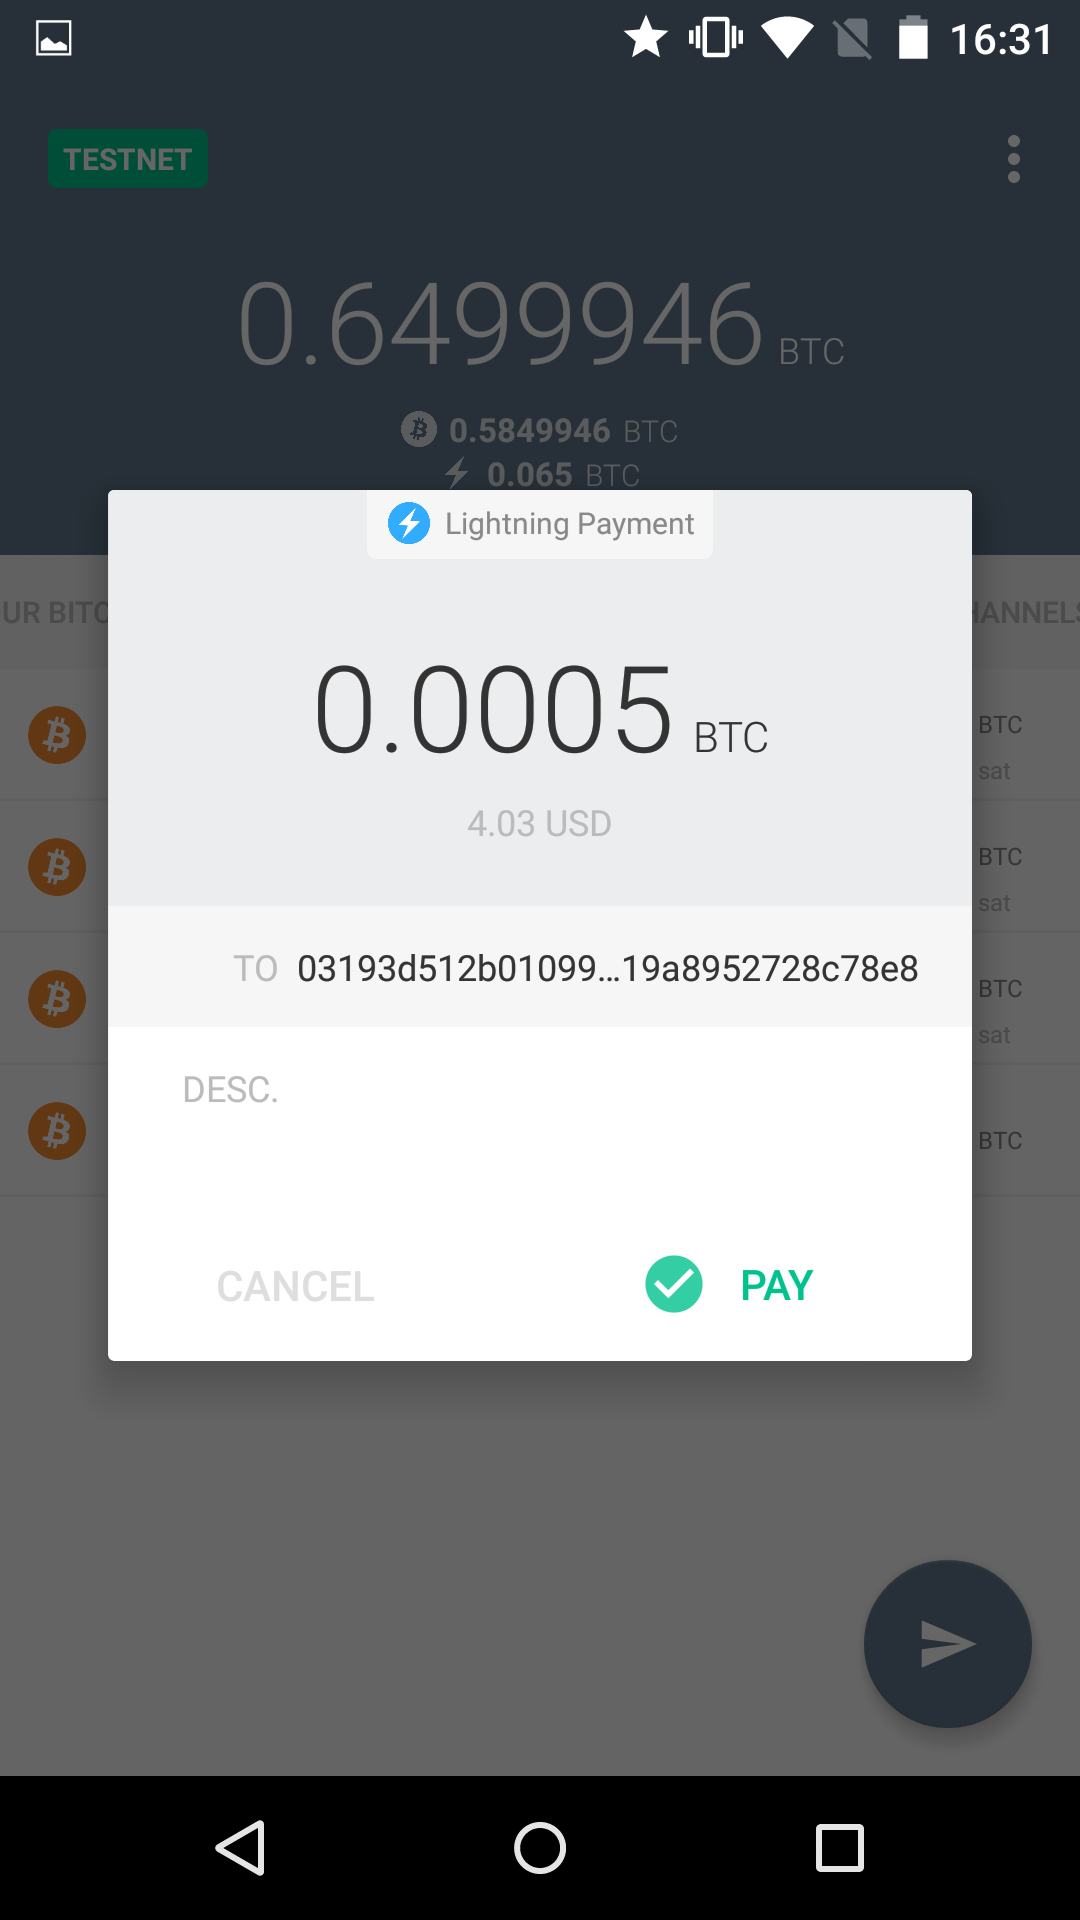 16:31
TESTNET
0.6499946 BTC
0.5849946 BTC
0.065 BTC
Lightning Payment
UR BITC
HANNELS
0.0005 BTC
4.03 USD
BTC
sat
BTC
sat
TO 03193d512b01099...19a8952728c78e8
BTC
sat
DESC.
BTC
CANCEL
PAY